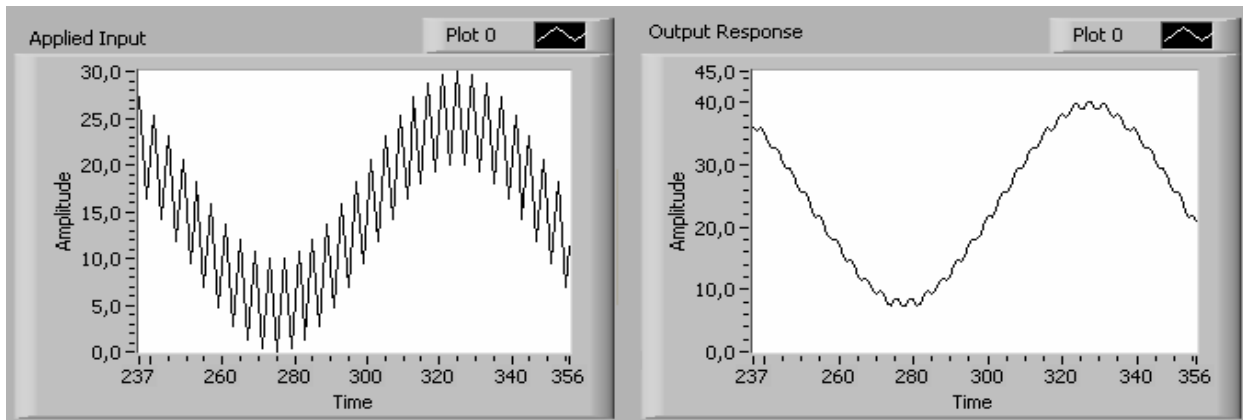 Applied Input
Plot 0
30,0
25,0
20,0
15,0
10,0
5,0
0,0
Amplitude
237 260 280 300 320 340 356
Time
Output Response
Plot 0
45,0
40,0
30,0
20,0
10,0
0,0
Amplitude
237 260 280 300 320 340 356
Time